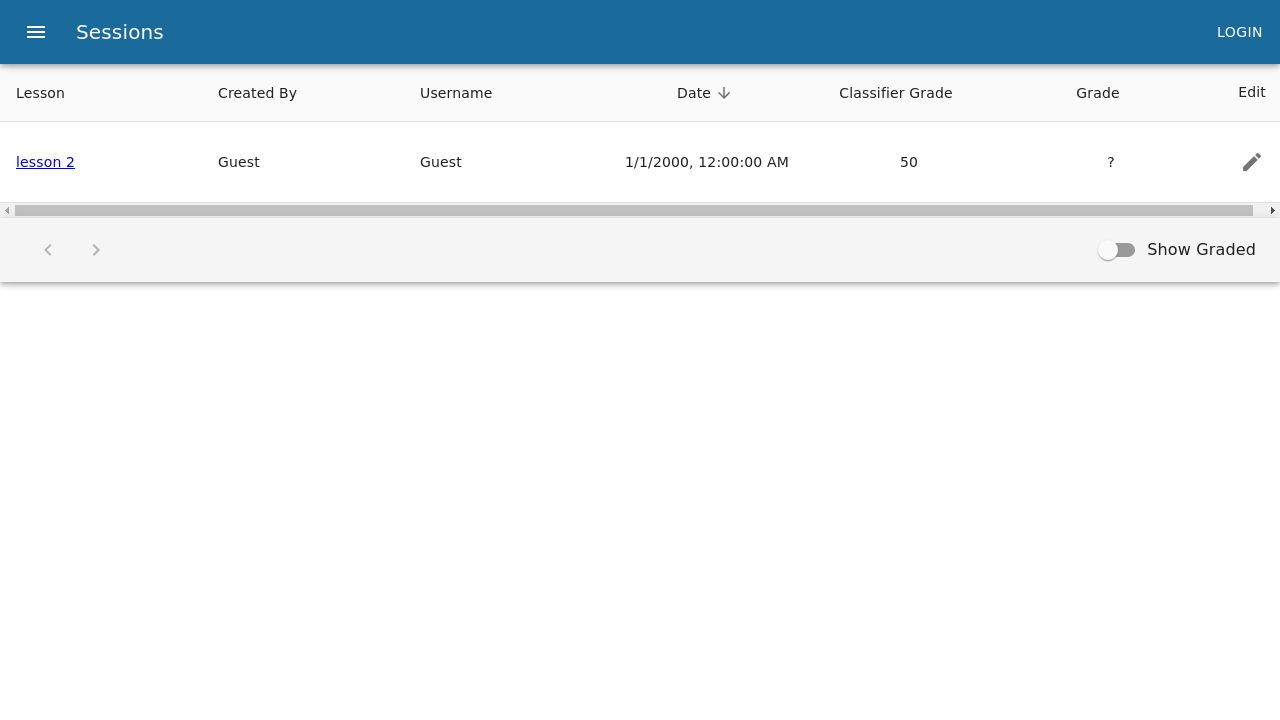 Sessions LOGIN
Lesson Created By Username Date Classifier Grade Grade Edit
lesson 2 Guest Guest 1/1/2000, 12:00:00 AM 50 ?
Show Graded